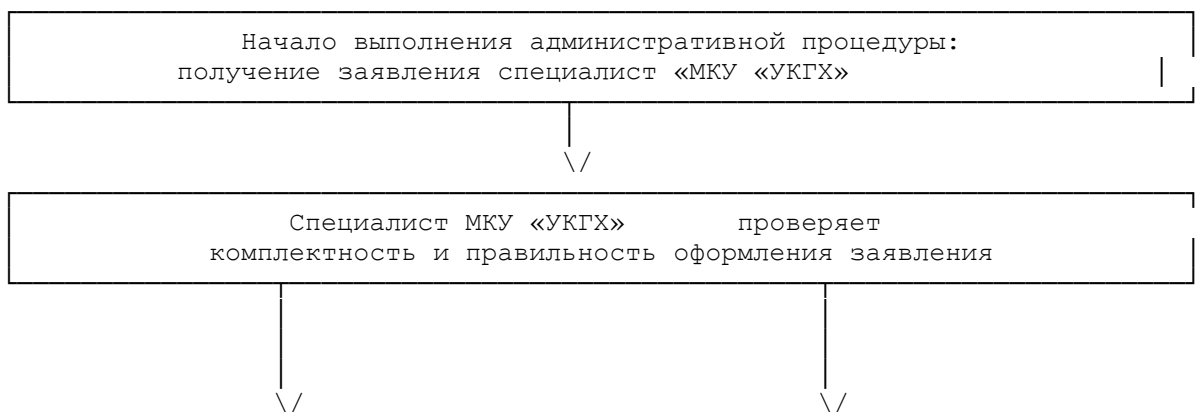 Начало выполнения административной процедуры:
получение заявления специалист «МКУ «УКГХ»
Специалист МКУ «УКГХ» проверяет
комплектность и правильность оформления заявления